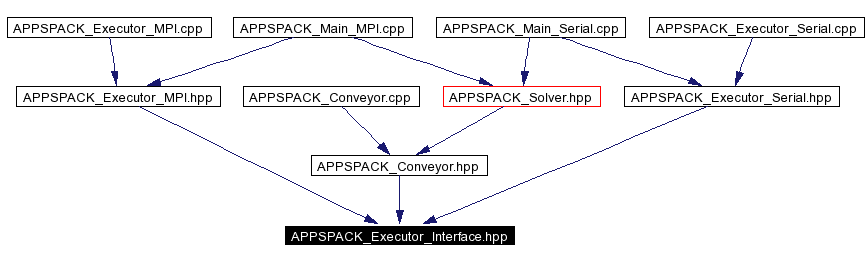 APPSPACK_Executor_MPI.cpp
APPSPACK_Main_MPI.cpp
APPSPACK_Main_Serial.cpp
APPSPACK_Executor_Serial.cpp
APPSPACK_Executor_MPI.hpp
APPSPACK_Conveyor.cpp
APPSPACK_Solver.hpp
APPSPACK_Executor_Serial.hpp
APPSPACK_Conveyor.hpp
APPSPACK_Executor_Interface.hpp